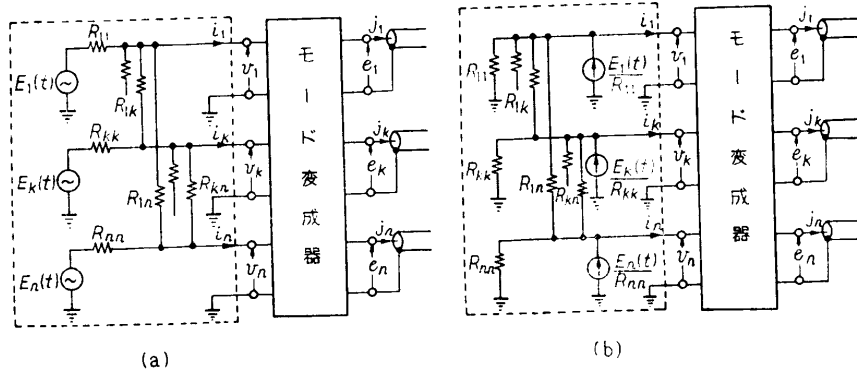 R₁₁
E₁(t)
R₁ₖ
i₁
v₁
j₁
e₁
Rₖₖ
Eₖ(t)
R₁ₙ
Rₖₙ
iₖ
vₖ
jₖ
eₖ
Rₙₙ
Eₙ(t)
iₙ
vₙ
jₙ
eₙ
モード変成器
(a)
R₁₁
R₁ₖ
E₁(t)
R₁₁
i₁
v₁
j₁
e₁
Rₖₖ
R₁ₙ
Rₖₙ
Eₖ(t)
Rₖₖ
iₖ
vₖ
jₖ
eₖ
Rₙₙ
Eₙ(t)
Rₙₙ
iₙ
vₙ
jₙ
eₙ
モード変成器
(b)